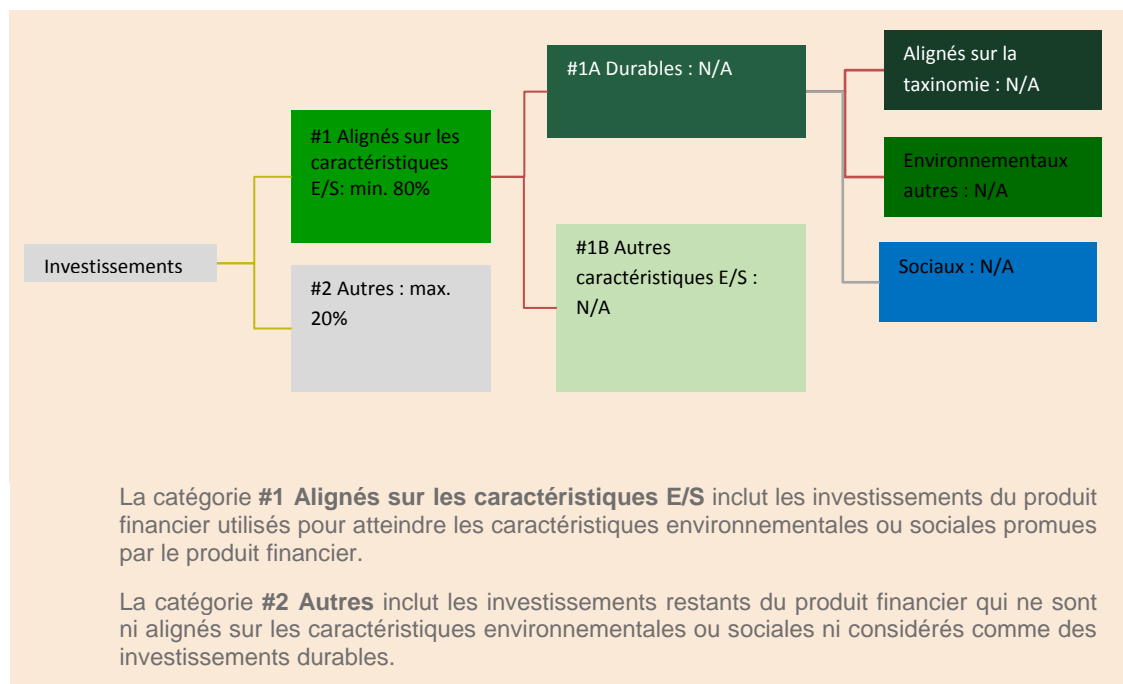 Investissements
#1 Alignés sur les
caractéristiques
E/S: min. 80%
#2 Autres : max.
20%
#1A Durables : N/A
#1B Autres
caractéristiques E/S :
N/A
Alignés sur la
taxinomie : N/A
Environnementaux
autres : N/A
Sociaux : N/A
La catégorie #1 Alignés sur les caractéristiques E/S inclut les investissements du produit
financier utilisés pour atteindre les caractéristiques environnementales ou sociales promues
par le produit financier.
La catégorie #2 Autres inclut les investissements restants du produit financier qui ne sont
ni alignés sur les caractéristiques environnementales ou sociales ni considérés comme des
investissements durables.